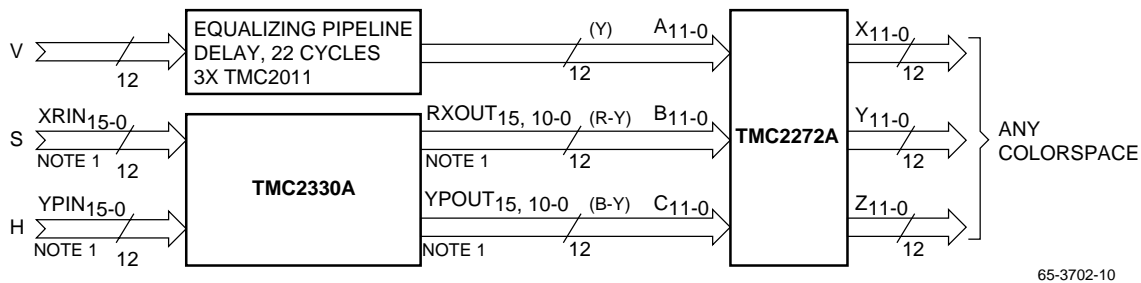 V
12
EQUALIZING PIPELINE
DELAY, 22 CYCLES
3X TMC2011
(Y)
12
A11-0
X11-0
12
S
XRIN15-0
NOTE 1
12
TMC2330A
RXOUT15, 10-0
(R-Y)
NOTE 1
12
B11-0
TMC2272A
Y11-0
12
ANY
COLORSPACE
H
YPIN15-0
NOTE 1
12
YPOUT15, 10-0
(B-Y)
NOTE 1
12
C11-0
Z11-0
12
65-3702-10